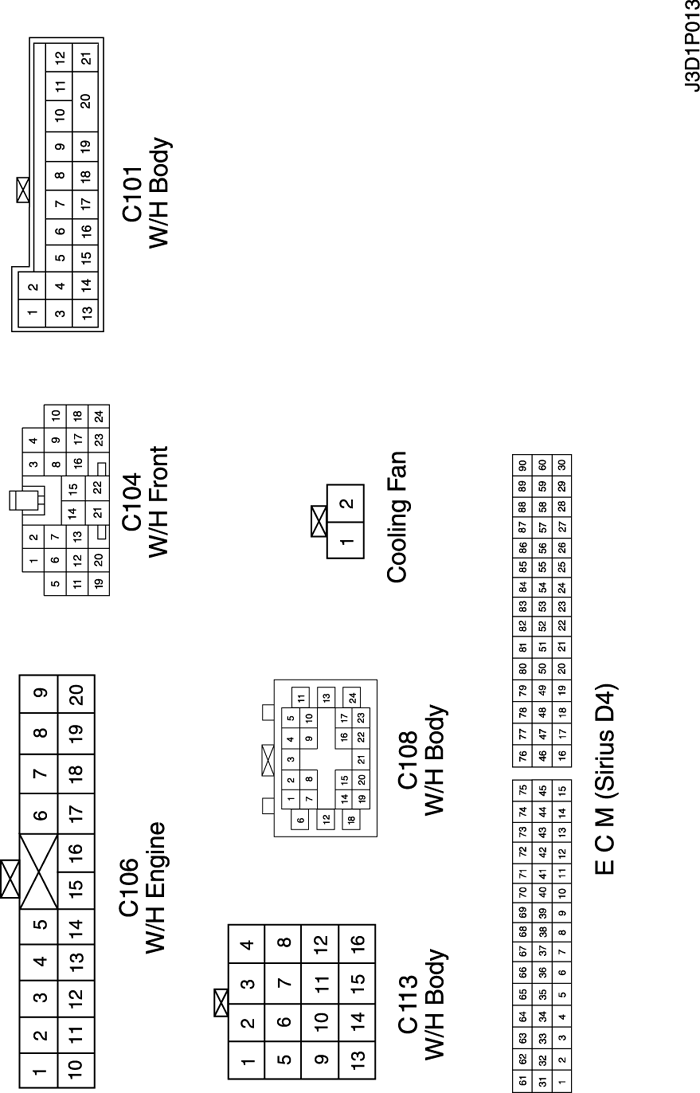 1 2 3 4 5 6 7 8 9
10 11 12 13 14 15 16 17 18 19 20
C106
W/H Engine
1 2 3 4
5 6 7 8 9 10
11 12 13 14 15 16 17 18
19 20 21 22 23 24
C104
W/H Front
1 2
3 4 5 6 7 8 9 10 11 12
13 14 15 16 17 18 19 20 21
C101
W/H Body
1 2 3 4
5 6 7 8
9 10 11 12
13 14 15 16
C113
W/H Body
1 2 3 4 5
6 7 8 9 10 11
12 13
14 15 16 17
18 19 20 21 22 23 24
C108
W/H Body
1 2
Cooling Fan
61 62 63 64 65 66 67 68 69 70 71 72 73 74 75 76 77 78 79 80 81 82 83 84 85 86 87 88 89 90
31 32 33 34 35 36 37 38 39 40 41 42 43 44 45 46 47 48 49 50 51 52 53 54 55 56 57 58 59 60
1 2 3 4 5 6 7 8 9 10 11 12 13 14 15 16 17 18 19 20 21 22 23 24 25 26 27 28 29 30
E C M (Sirius D4)
J3D1P013